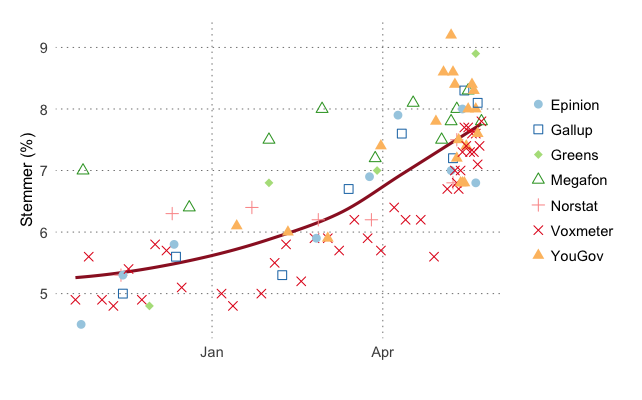 9
8
7
6
5
Stemmer (%)
Jan
Apr
Epinion
Gallup
Greens
Megafon
Norstat
Voxmeter
YouGov